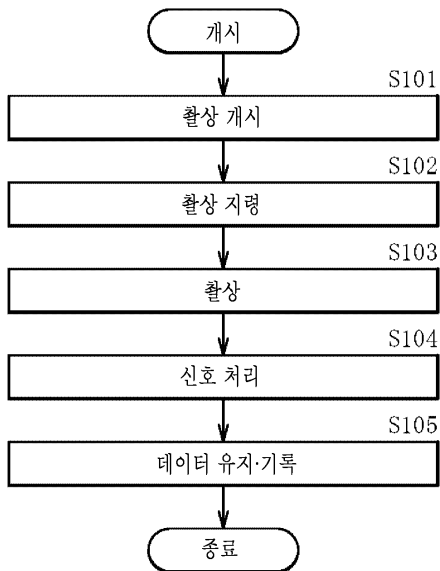 개시
S101
촬상 개시
S102
촬상 지령
S103
촬상
S104
신호 처리
S105
데이터 유지·기록
종료